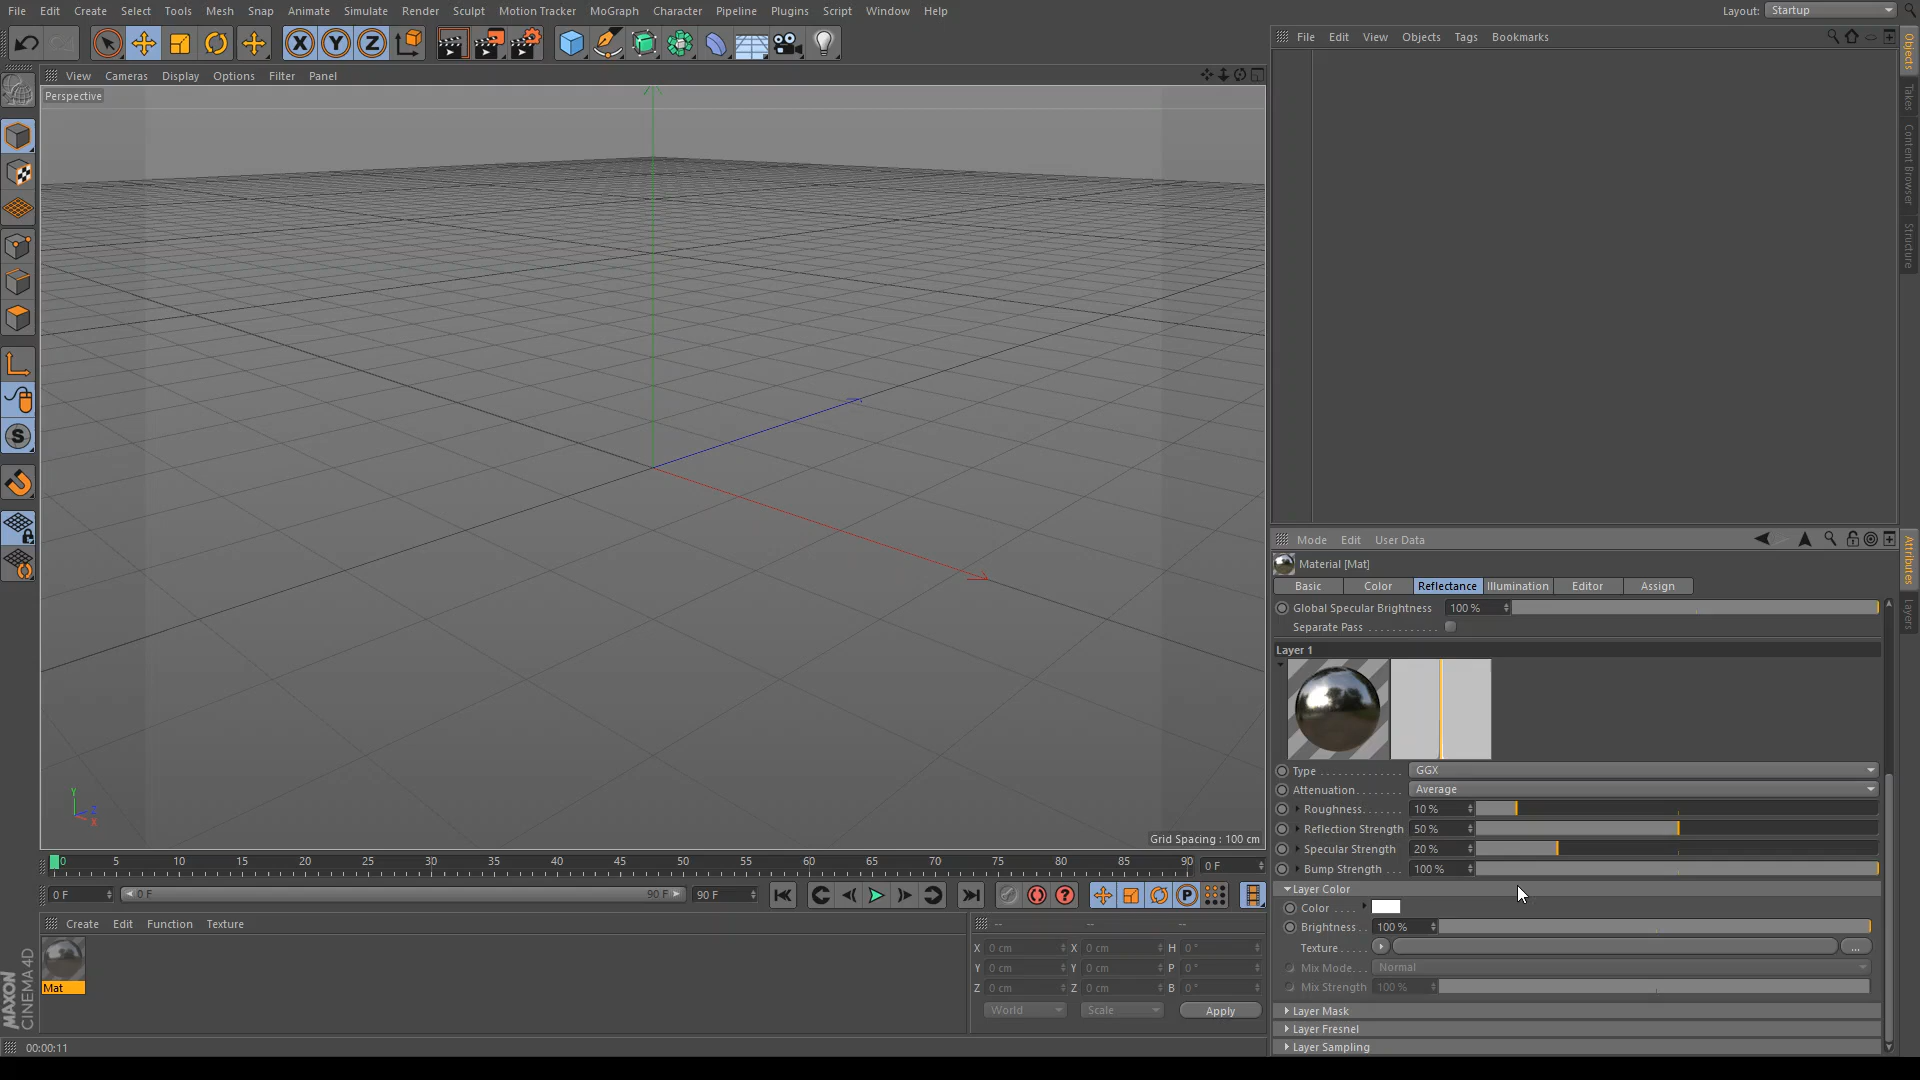 File Edit Create Select Tools Mesh Snap Animate Simulate Render Sculpt Motion Tracker MoGraph Character Pipeline Plugins Script Window Help Layout: Startup
X Y Z
File Edit View Objects Tags Bookmarks
View Cameras Display Options Filter Panel
Perspective
Objects
Takes
Content Browser
Structure
S
Y
Z
X
Grid Spacing : 100 cm
Mode Edit User Data
Material [Mat]
Basic Color Reflectance Illumination Editor Assign
Global Specular Brightness 100 %
Separate Pass
Layer 1
Type GGX
Attenuation Average
Roughness 10 %
Reflection Strength 50 %
Specular Strength 20 %
Bump Strength 100 %
Layer Color
Color
Brightness 100 %
Texture ...
Mix Mode Normal
Mix Strength 100 %
Layer Mask
Layer Fresnel
Layer Sampling
Attributes
Layers
0 5 10 15 20 25 30 35 40 45 50 55 60 65 70 75 80 85 90 0 F
0 F 0 F 90 F 90 F P
Create Edit Function Texture
Mat
-- -- --
X 0 cm X 0 cm H 0 °
Y 0 cm Y 0 cm P 0 °
Z 0 cm Z 0 cm B 0 °
World Scale Apply
MAXON
CINEMA 4D
00:00:11